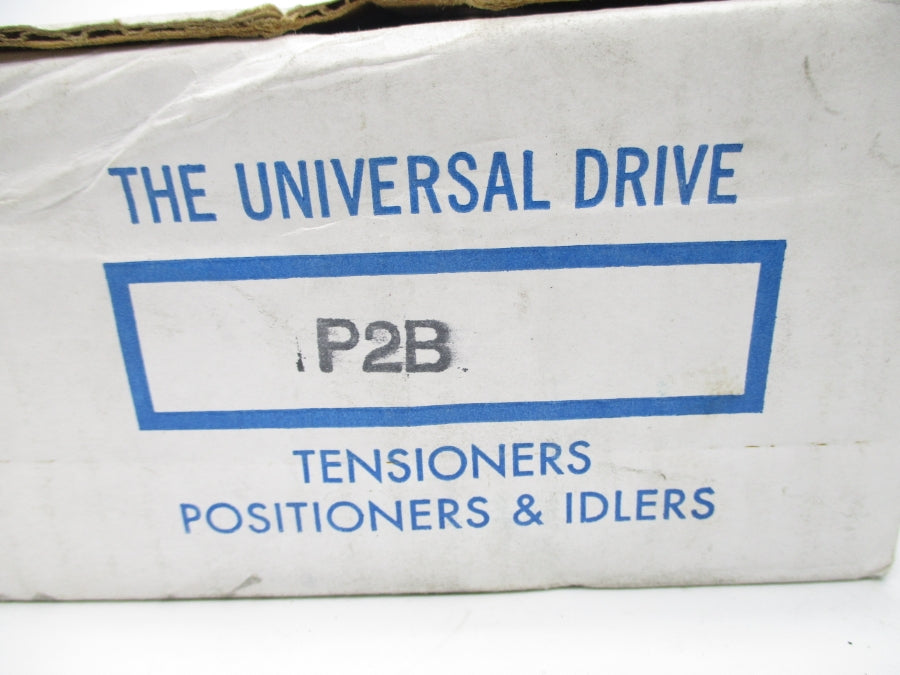 THE UNIVERSAL DRIVE
P2B
TENSIONERS
POSITIONERS & IDLERS